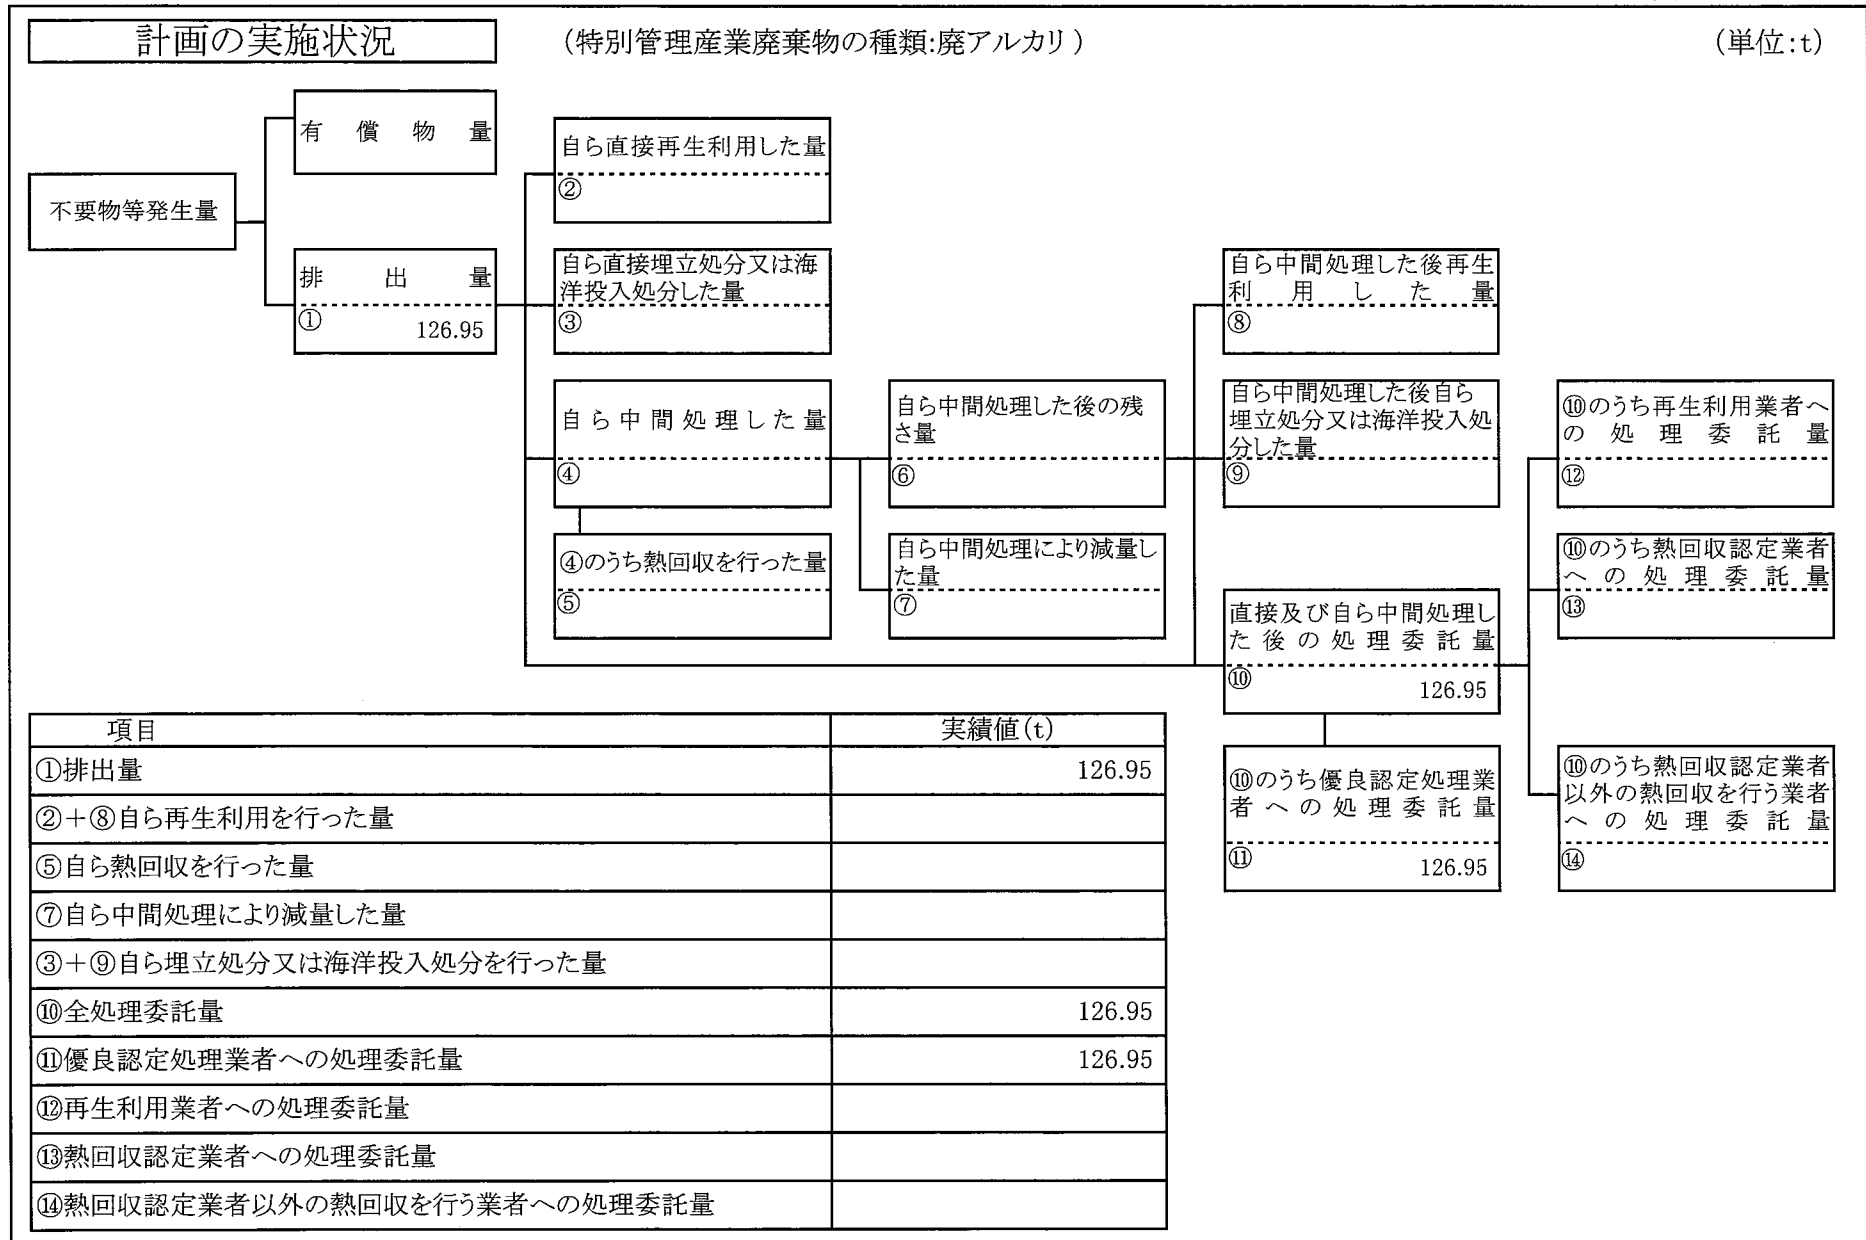 計画の実施状況 (特別管理産業廃棄物の種類:廃アルカリ) (単位:t)
不要物等発生量
有償物量
排出量
① 126.95
自ら直接再生利用した量
②
自ら直接埋立処分又は海
洋投入処分した量
③
自ら中間処理した量
④
④のうち熱回収を行った量
⑤
自ら中間処理した後の残
さ量
⑥
自ら中間処理により減量し
た量
⑦
自ら中間処理した後再生
利用した量
⑧
自ら中間処理した後自ら
埋立処分又は海洋投入処
分した量
⑨
直接及び自ら中間処理し
た後の処理委託量
⑩ 126.95
⑩のうち優良認定処理業
者への処理委託量
⑪ 126.95
⑩のうち再生利用業者へ
の処理委託量
⑫
⑩のうち熱回収認定業者
への処理委託量
⑬
⑩のうち熱回収認定業者
以外の熱回収を行う業者
への処理委託量
⑭
項目 実績値(t)
①排出量 126.95
②+⑧自ら再生利用を行った量
⑤自ら熱回収を行った量
⑦自ら中間処理により減量した量
③+⑨自ら埋立処分又は海洋投入処分を行った量
⑩全処理委託量 126.95
⑪優良認定処理業者への処理委託量 126.95
⑫再生利用業者への処理委託量
⑬熱回収認定業者への処理委託量
⑭熱回収認定業者以外の熱回収を行う業者への処理委託量